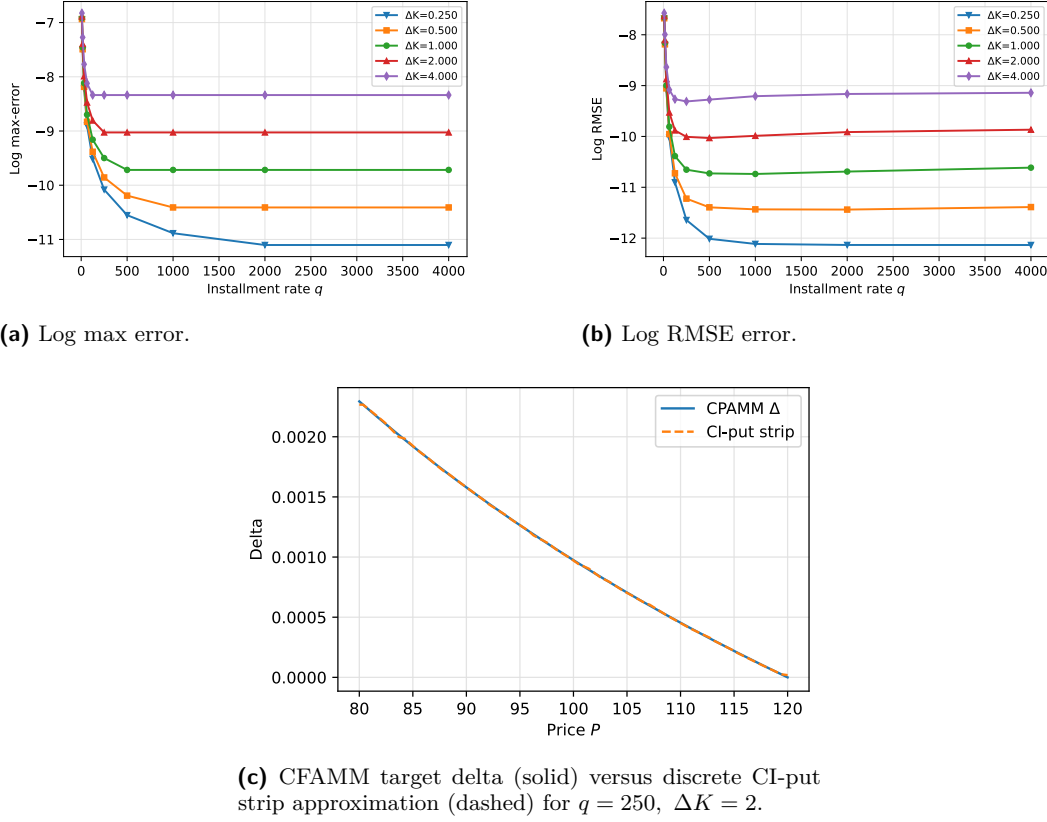 Log max-error
−7
−8
−9
−10
−11
0 500 1000 1500 2000 2500 3000 3500 4000
Installment rate q
ΔK=0.250
ΔK=0.500
ΔK=1.000
ΔK=2.000
ΔK=4.000
(a) Log max error.
Log RMSE
−8
−9
−10
−11
−12
0 500 1000 1500 2000 2500 3000 3500 4000
Installment rate q
ΔK=0.250
ΔK=0.500
ΔK=1.000
ΔK=2.000
ΔK=4.000
(b) Log RMSE error.
Delta
0.0020
0.0015
0.0010
0.0005
0.0000
80 85 90 95 100 105 110 115 120
Price P
CPAMM Δ
CI-put strip
(c) CFAMM target delta (solid) versus discrete CI-put
strip approximation (dashed) for q = 250, ΔK = 2.